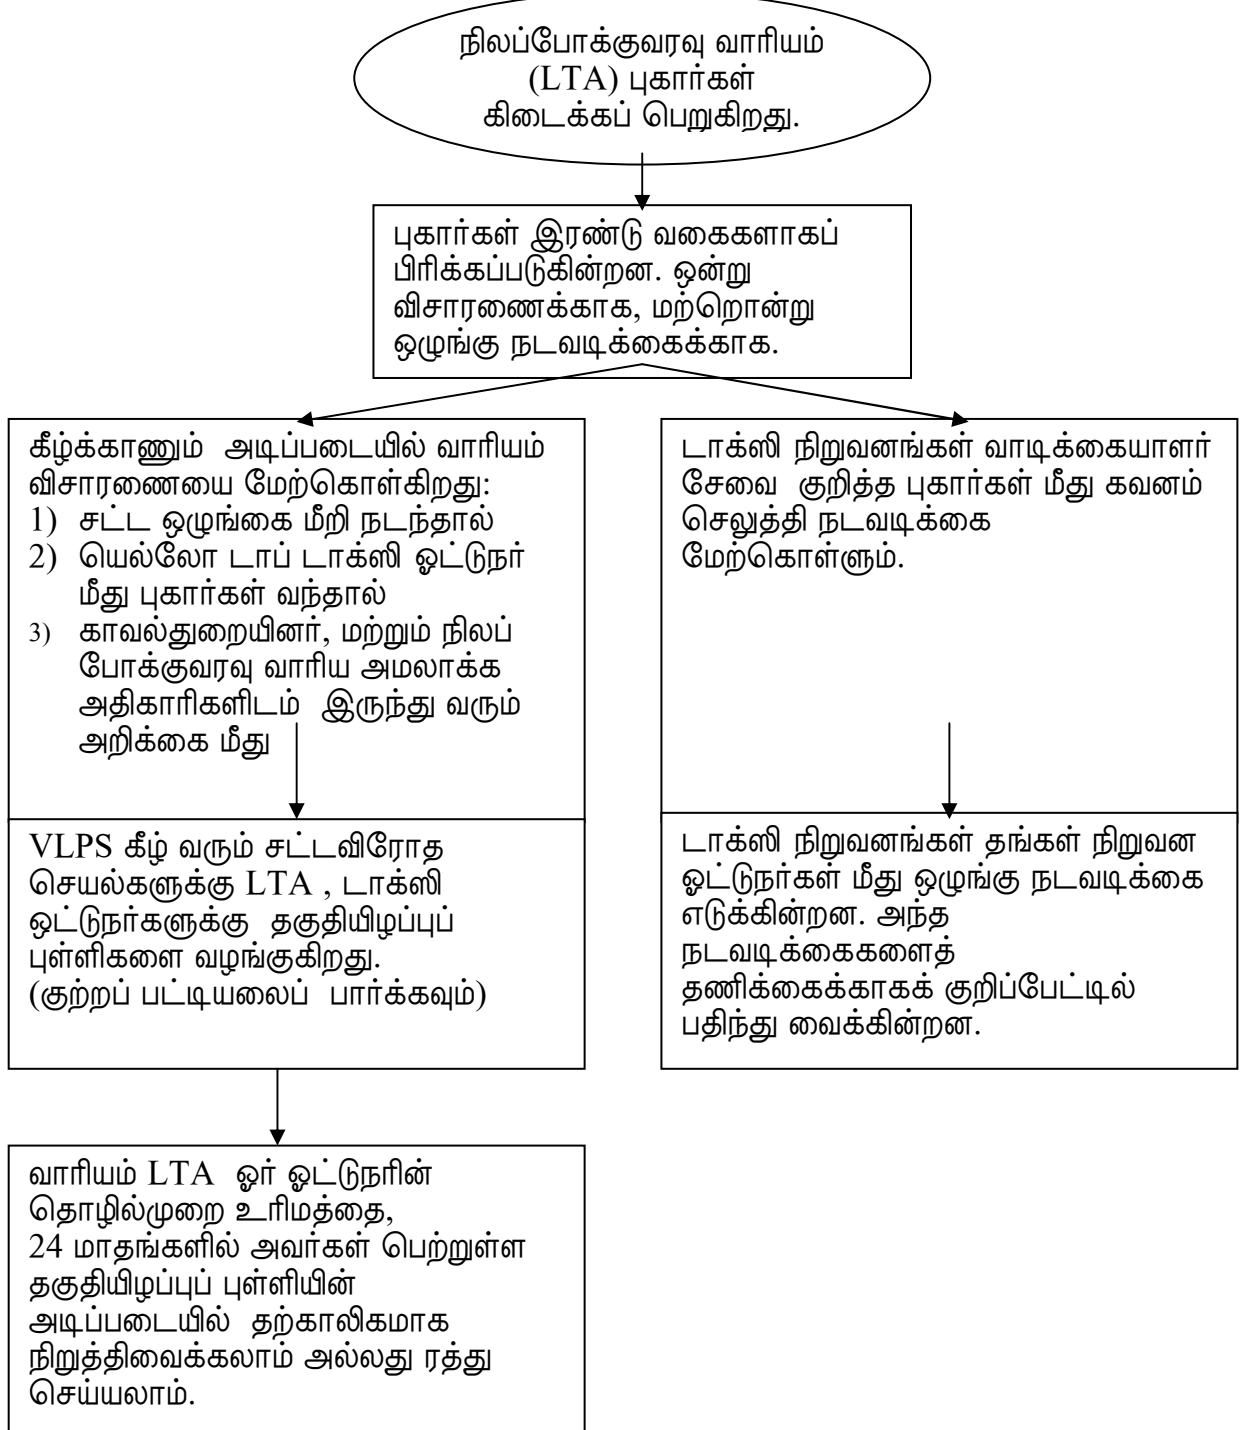 நிலப்போக்குவரவு வாரியம்
(LTA) புகார்கள்
கிடைக்கப் பெறுகிறது.
புகார்கள் இரண்டு வகைகளாகப்
பிரிக்கப்படுகின்றன. ஒன்று
விசாரணைக்காக, மற்றொன்று
ஒழுங்கு நடவடிக்கைக்காக.
கீழ்க்காணும் அடிப்படையில் வாரியம்
விசாரணையை மேற்கொள்கிறது:
1) சட்ட ஒழுங்கை மீறி நடந்தால்
2) யெல்லோ டாப் டாக்ஸி ஓட்டுநர்
மீது புகார்கள் வந்தால்
3) காவல்துறையினர், மற்றும் நிலப்
போக்குவரவு வாரிய அமலாக்க
அதிகாரிகளிடம் இருந்து வரும்
அறிக்கை மீது
டாக்ஸி நிறுவனங்கள் வாடிக்கையாளர்
சேவை குறித்த புகார்கள் மீது கவனம்
செலுத்தி நடவடிக்கை
மேற்கொள்ளும்.
VLPS கீழ் வரும் சட்டவிரோத
செயல்களுக்கு LTA , டாக்ஸி
ஓட்டுநர்களுக்கு தகுதியிழப்புப்
புள்ளிகளை வழங்குகிறது.
(குற்றப் பட்டியலைப் பார்க்கவும்)
டாக்ஸி நிறுவனங்கள் தங்கள் நிறுவன
ஓட்டுநர்கள் மீது ஒழுங்கு நடவடிக்கை
எடுக்கின்றன. அந்த
நடவடிக்கைகளைத்
தணிக்கைக்காகக் குறிப்பேட்டில்
பதிந்து வைக்கின்றன.
வாரியம் LTA ஓர் ஓட்டுநரின்
தொழில்முறை உரிமத்தை,
24 மாதங்களில் அவர்கள் பெற்றுள்ள
தகுதியிழப்புப் புள்ளியின்
அடிப்படையில் தற்காலிகமாக
நிறுத்திவைக்கலாம் அல்லது ரத்து
செய்யலாம்.